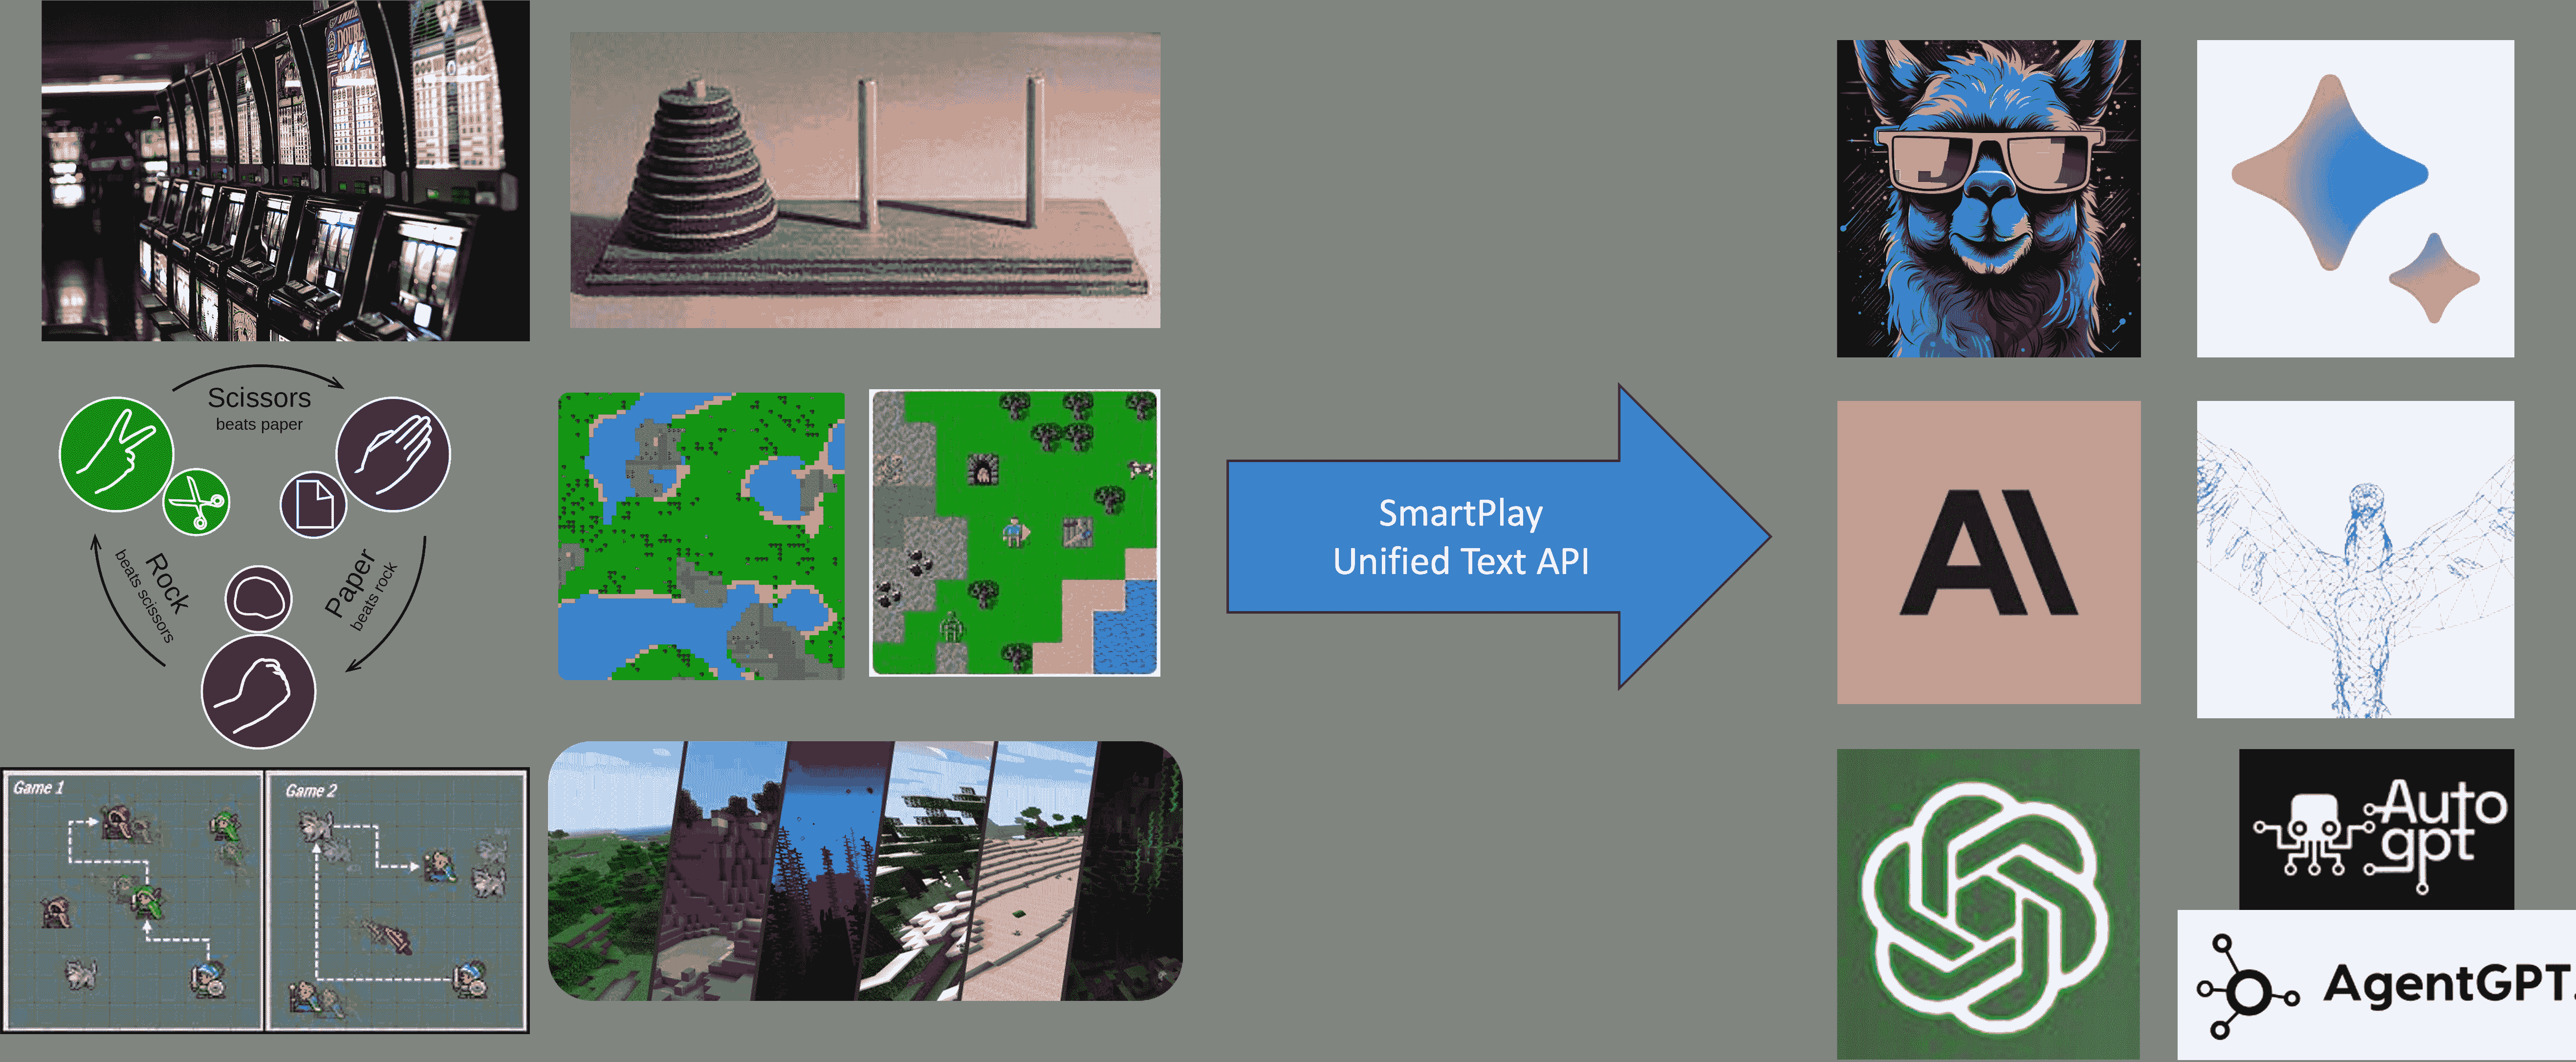 DOUBL
Scissors
beats paper
Rock
beats scissors
Paper
beats rock
Game 1
Game 2
SmartPlay
Unified Text API
A\
Auto
gpt
AgentGPT.